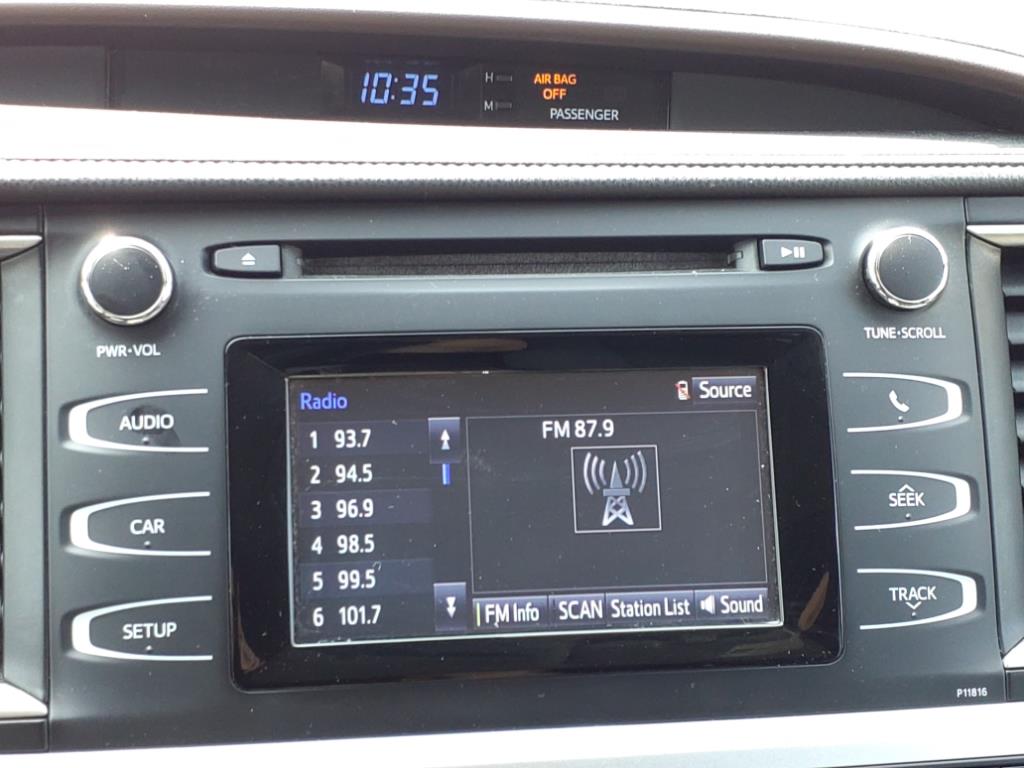 10:35
H
AIR BAG
OFF
M
PASSENGER
PWR•VOL
TUNE•SCROLL
AUDIO
CAR
SETUP
SEEK
TRACK
Radio
Source
1 93.7
2 94.5
3 96.9
4 98.5
5 99.5
6 101.7
FM 87.9
FM Info
SCAN
Station List
Sound
P11816